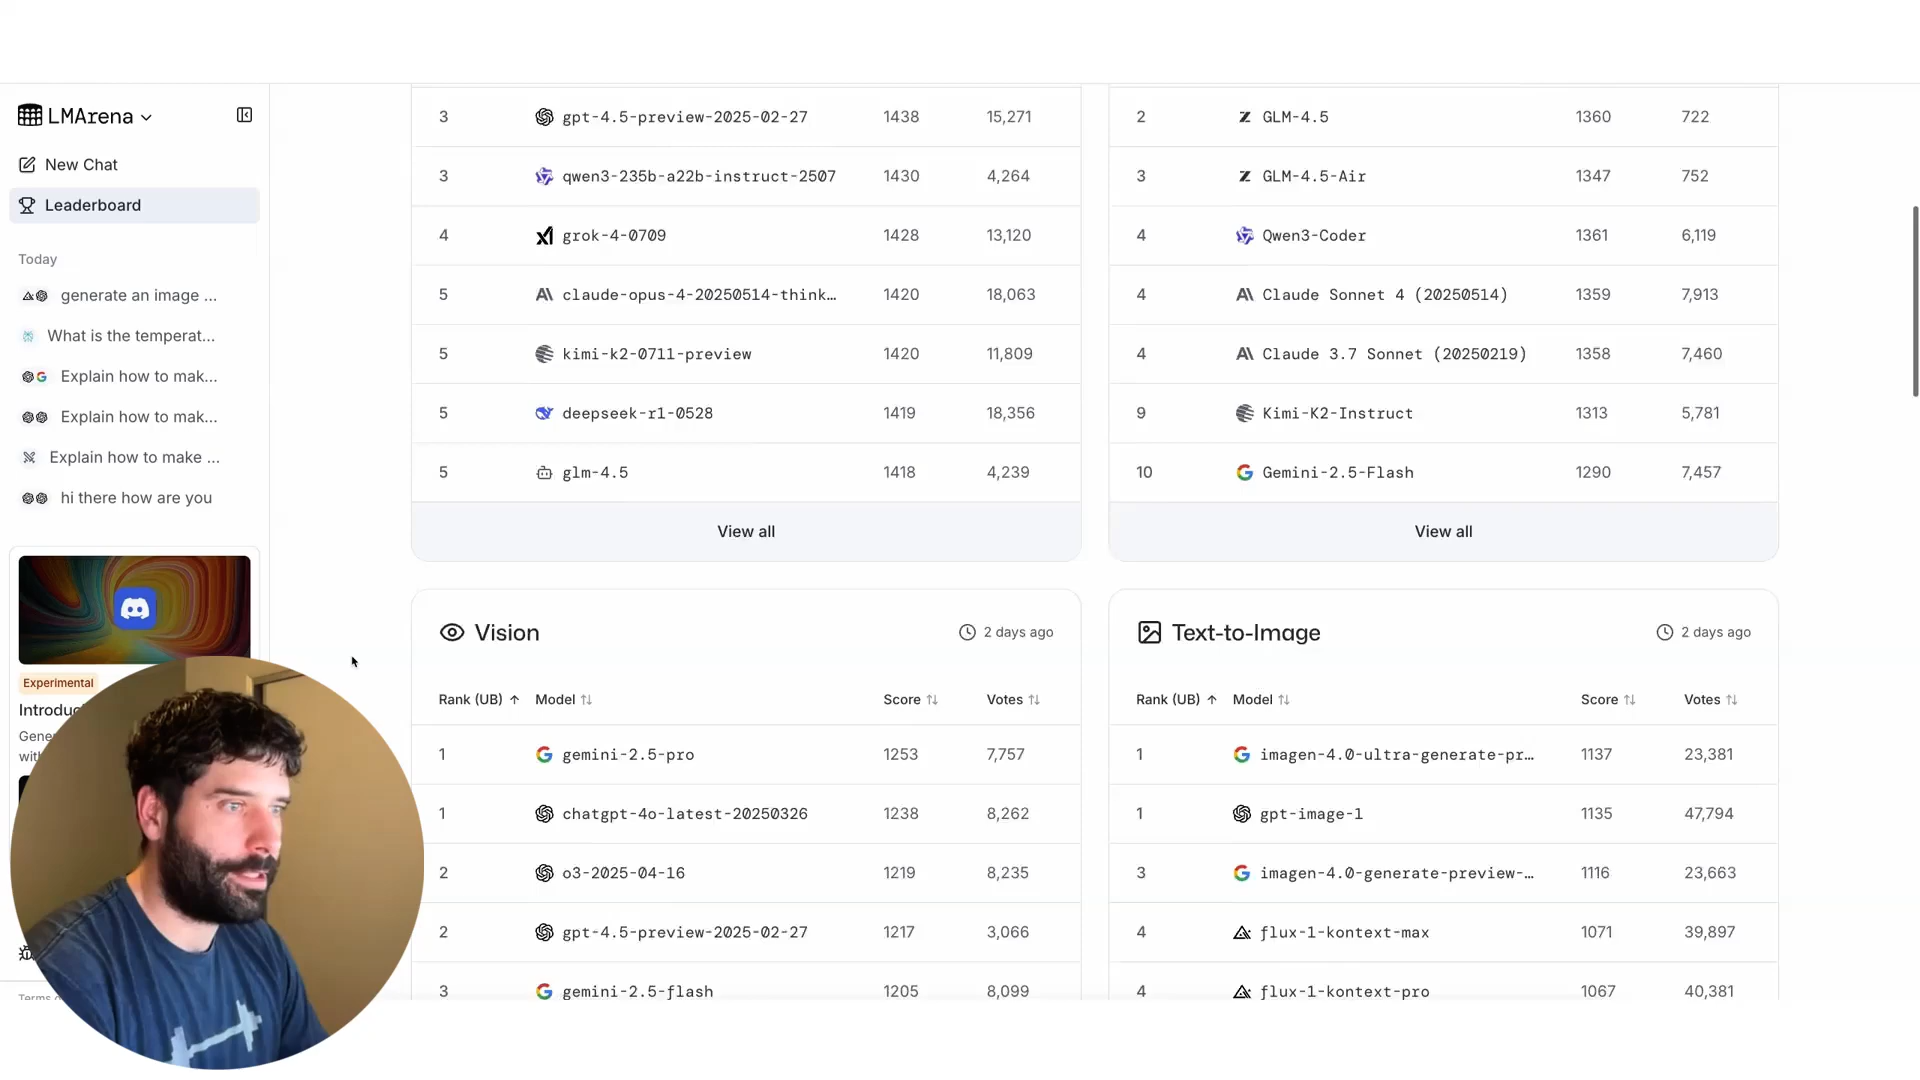 LMArena
New Chat
Leaderboard
Today
generate an image ...
What is the temperat...
Explain how to mak...
Explain how to mak...
Explain how to make ...
hi there how are you
Experimental
Introduc
Gene
with
Terms
3 gpt-4.5-preview-2025-02-27 1438 15,271
3 qwen3-235b-a22b-instruct-2507 1430 4,264
4 grok-4-0709 1428 13,120
5 claude-opus-4-20250514-think... 1420 18,063
5 kimi-k2-0711-preview 1420 11,809
5 deepseek-r1-0528 1419 18,356
5 glm-4.5 1418 4,239
View all
2 GLM-4.5 1360 722
3 GLM-4.5-Air 1347 752
4 Qwen3-Coder 1361 6,119
4 Claude Sonnet 4 (20250514) 1359 7,913
4 Claude 3.7 Sonnet (20250219) 1358 7,460
9 Kimi-K2-Instruct 1313 5,781
10 Gemini-2.5-Flash 1290 7,457
View all
Vision 2 days ago
Rank (UB) Model Score Votes
1 gemini-2.5-pro 1253 7,757
1 chatgpt-4o-latest-20250326 1238 8,262
2 o3-2025-04-16 1219 8,235
2 gpt-4.5-preview-2025-02-27 1217 3,066
3 gemini-2.5-flash 1205 8,099
Text-to-Image 2 days ago
Rank (UB) Model Score Votes
1 imagen-4.0-ultra-generate-pr... 1137 23,381
1 gpt-image-1 1135 47,794
3 imagen-4.0-generate-preview-... 1116 23,663
4 flux-1-kontext-max 1071 39,897
4 flux-1-kontext-pro 1067 40,381